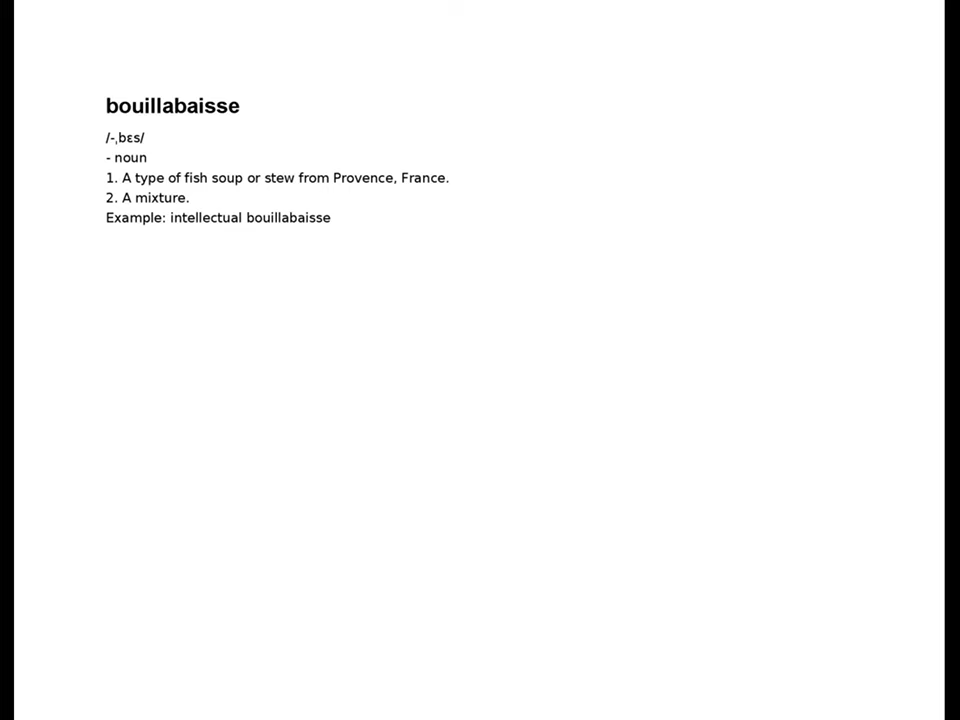 bouillabaisse
/-ˌbɛs/
- noun
1. A type of fish soup or stew from Provence, France.
2. A mixture.
Example: intellectual bouillabaisse